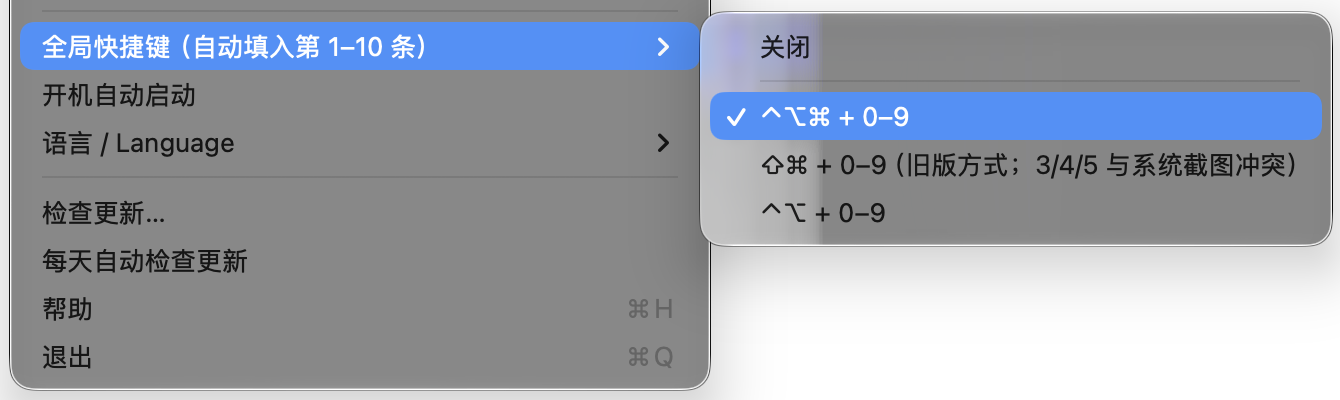 全局快捷键（自动填入第 1–10 条）
开机自动启动
语言 / Language
检查更新...
每天自动检查更新
帮助 ⌘H
退出 ⌘Q
关闭
✓ ⌃⌥⌘ + 0–9
⇧⌘ + 0–9（旧版方式；3/4/5 与系统截图冲突）
⌃⌥ + 0–9